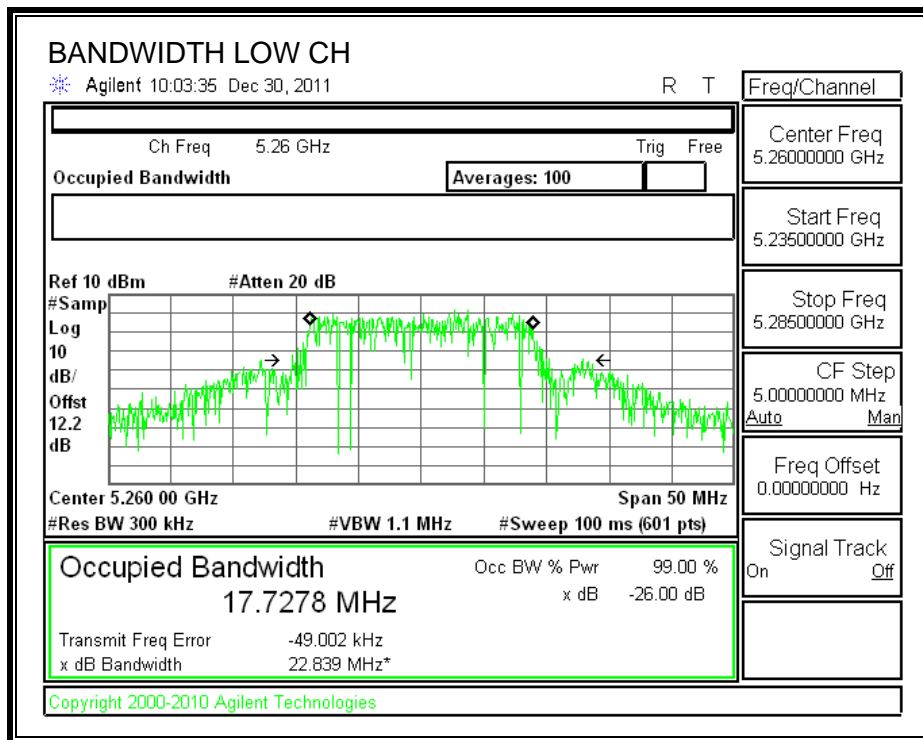 BANDWIDTH LOW CH
Agilent 10:03:35 Dec 30, 2011 R T
Freq/Channel
Ch Freq 5.26 GHz Trig Free
Occupied Bandwidth Averages: 100
Ref 10 dBm #Atten 20 dB
#Samp
Log
10
dB/
Offst
12.2
dB
Center 5.260 00 GHz Span 50 MHz
#Res BW 300 kHz #VBW 1.1 MHz #Sweep 100 ms (601 pts)
Occupied Bandwidth Occ BW % Pwr 99.00 %
17.7278 MHz x dB -26.00 dB
Transmit Freq Error -49.002 kHz
x dB Bandwidth 22.839 MHz*
Copyright 2000-2010 Agilent Technologies
Center Freq
5.26000000 GHz
Start Freq
5.23500000 GHz
Stop Freq
5.28500000 GHz
CF Step
5.00000000 MHz
Auto Man
Freq Offset
0.00000000 Hz
Signal Track
On Off